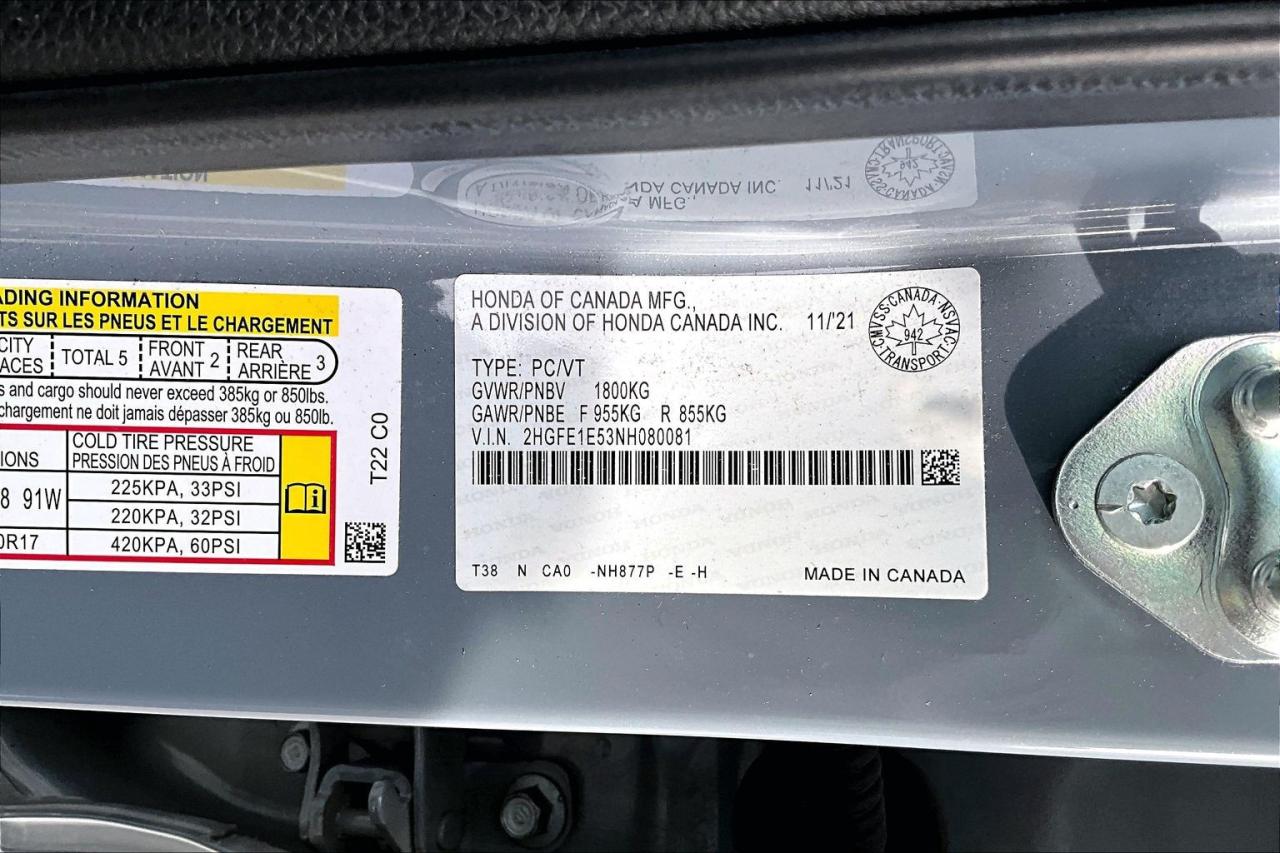 ADING INFORMATION
TS SUR LES PNEUS ET LE CHARGEMENT
CITY
ACES
TOTAL 5
FRONT
AVANT 2
REAR
ARRIÈRE 3
s and cargo should never exceed 385kg or 850lbs.
chargement ne doit jamais dépasser 385kg ou 850lb.
IONS
COLD TIRE PRESSURE
PRESSION DES PNEUS À FROID
8 91W
225KPA, 33PSI
220KPA, 32PSI
0R17
420KPA, 60PSI
T22 C0
HONDA OF CANADA MFG.,
A DIVISION OF HONDA CANADA INC. 11/'21
CMVSS·CANADA·NSVAC
942
TRANSPORT
TYPE: PC/VT
GVWR/PNBV 1800KG
GAWR/PNBE F 955KG R 855KG
V.I.N. 2HGFE1E53NH080081
T38 N CA0 -NH877P -E -H
MADE IN CANADA